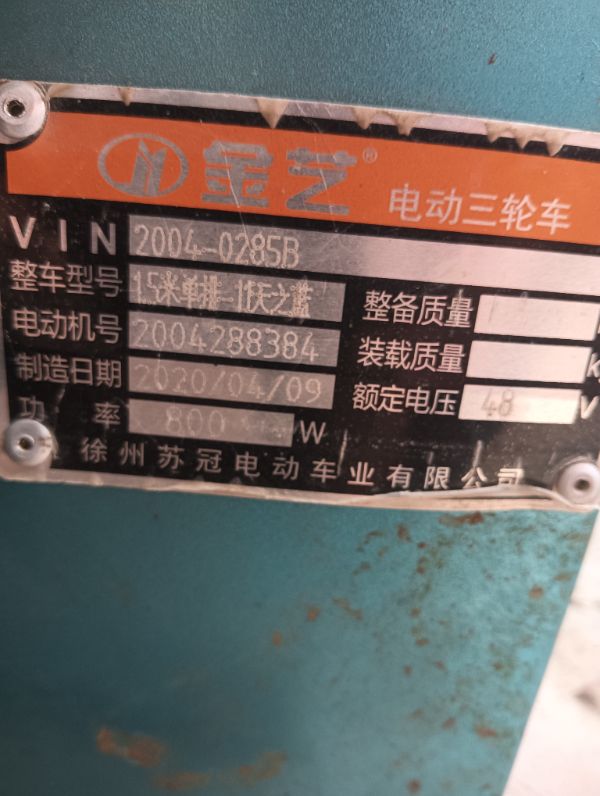 金艺®
电动三轮车
VIN 2004-0285B
整车型号 1.5米单排-1代天之蓝
整备质量
电动机号 2004288384
装载质量 k
制造日期 2020/04/09
额定电压 48 V
功率 800 W
徐州苏冠电动车业有限公司